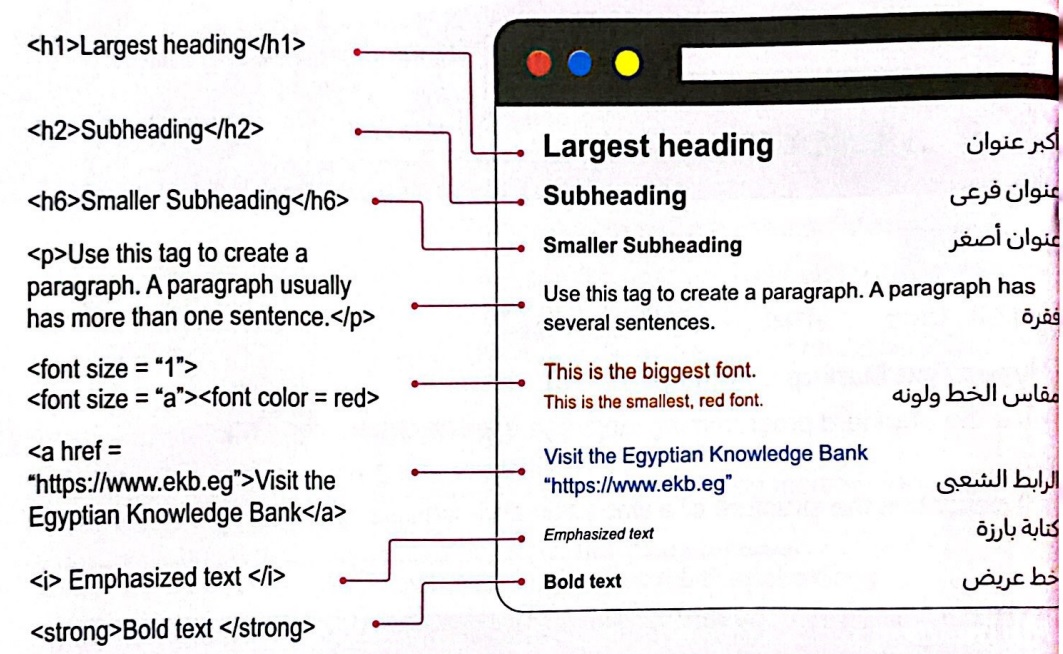 <h1>Largest heading</h1>
<h2>Subheading</h2>
<h6>Smaller Subheading</h6>
<p>Use this tag to create a
paragraph. A paragraph usually
has more than one sentence.</p>
<font size = “1”>
<font size = “a”><font color = red>
<a href =
“https://www.ekb.eg”>Visit the
Egyptian Knowledge Bank</a>
<i> Emphasized text </i>
<strong>Bold text </strong>
Largest heading أكبر عنوان
Subheading عنوان فرعى
Smaller Subheading عنوان أصغر
Use this tag to create a paragraph. A paragraph has
several sentences. فقرة
This is the biggest font.
This is the smallest, red font. مقاس الخط ولونه
Visit the Egyptian Knowledge Bank
“https://www.ekb.eg” الرابط الشعبى
Emphasized text كتابة بارزة
Bold text خط عريض